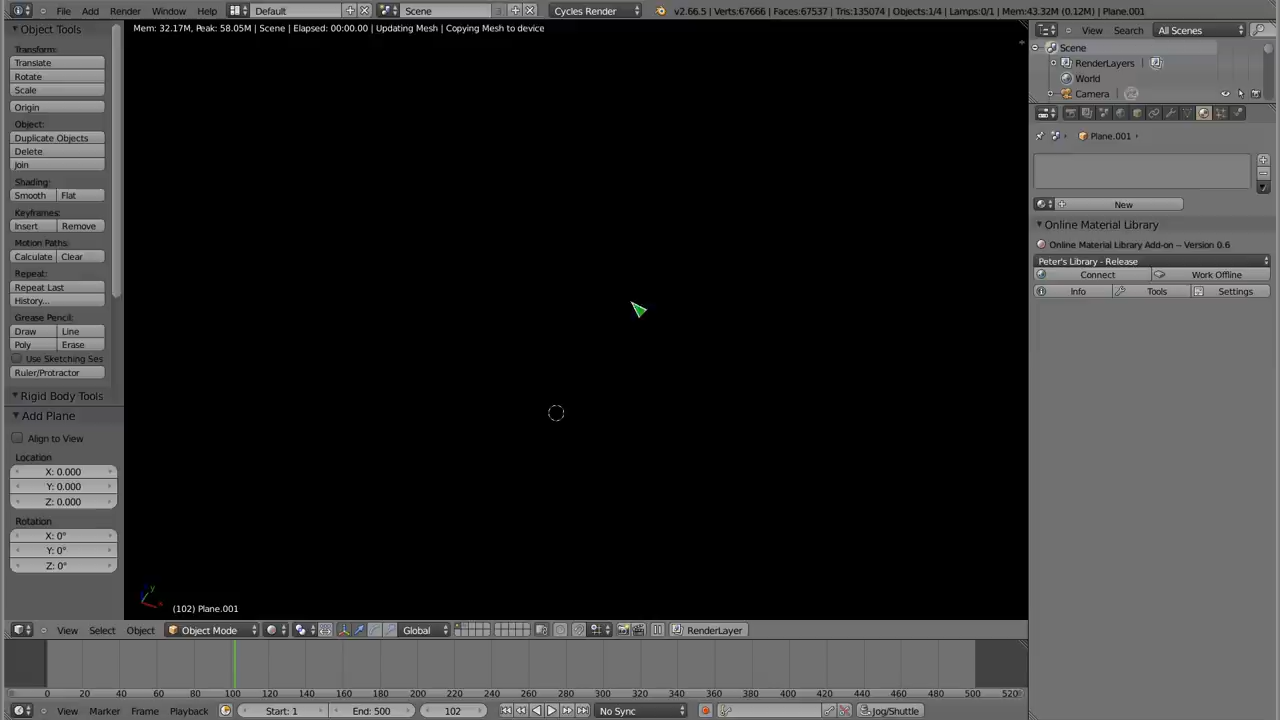 File Add Render Window Help Default Scene 3 Cycles Render v2.66.5 | Verts:67666 | Faces:67537 | Tris:135074 | Objects:1/4 | Lamps:0/1 | Mem:43.32M (0.12M) | Plane.001
Object Tools
Mem: 32.17M, Peak: 58.05M | Scene | Elapsed: 00:00.00 | Updating Mesh | Copying Mesh to device
View Search All Scenes
Transform:
Translate
Rotate
Scale
Origin
Object:
Duplicate Objects
Delete
Join
Shading:
Smooth Flat
Keyframes:
Insert Remove
Motion Paths:
Calculate Clear
Repeat:
Repeat Last
History...
Grease Pencil:
Draw Line
Poly Erase
Use Sketching Ses
Ruler/Protractor
Rigid Body Tools
Add Plane
Align to View
Location
X: 0.000
Y: 0.000
Z: 0.000
Rotation
X: 0°
Y: 0°
Z: 0°
Scene
RenderLayers
World
Camera
Plane.001
New
Online Material Library
Online Material Library Add-on -- Version 0.6
Peter's Library - Release
Connect Work Offline
Info Tools Settings
y
x
(102) Plane.001
View Select Object Object Mode Global RenderLayer
0 20 40 60 80 100 120 140 160 180 200 220 240 260 280 300 320 340 360 380 400 420 440 460 480 500 520
View Marker Frame Playback Start: 1 End: 500 102 No Sync Jog/Shuttle